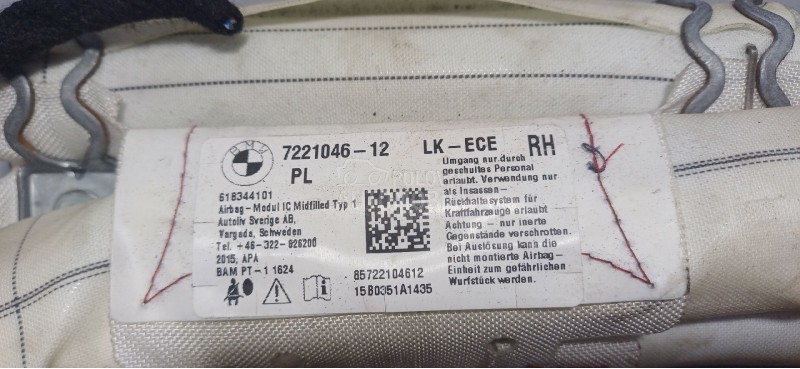 BMW
7221046-12 LK-ECE RH
PL
618344101
Airbag-Modul IC Midfilled Typ 1
Autoliv Sverige AB,
Vargada, Schweden
Tel. +46-322-626200
2015, APA
BAM PT-1 1624
Umgang nur durch
geschultes Personal
erlaubt. Verwendung nur
als Insassen-
Rückhaltesystem für
Kraftfahrzeuge erlaubt
Achtung - nur inerte
Gegenstände verschrotten.
Bei Auslösung kann die
nicht montierte Airbag-
Einheit zum gefährlichen
Wurfstück werden.
85722104612
15B0351A1435